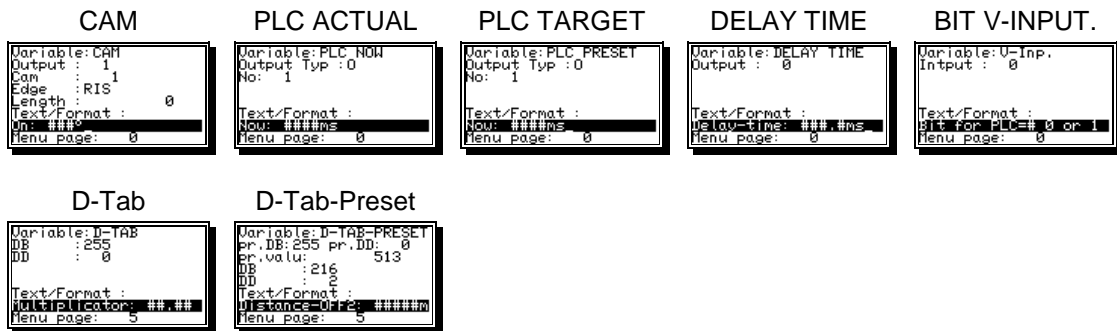 CAM
Variable:CAM
Output : 1
Cam : 1
Edge :RIS
Length : 0
Text/Format :
On: ###°_
Menu page: 0
PLC ACTUAL
Variable:PLC NOW
Output Typ :O
No: 1
Text/Format :
Now: ####ms
Menu page: 0
PLC TARGET
Variable:PLC PRESET
Output Typ :O
No: 1
Text/Format :
Now: ####ms_
Menu page: 0
DELAY TIME
Variable:DELAY TIME
Output : 0
Text/Format :
Delay-time: ###.#ms_
Menu page: 0
BIT V-INPUT.
Variable:V-Inp.
Intput : 0
Text/Format :
Bit for PLC=# 0 or 1
Menu page: 0
D-Tab
Variable:D-TAB
DB :255
DD : 0
Text/Format :
Multiplicator: ##.##
Menu page: 5
D-Tab-Preset
Variable:D-TAB-PRESET
pr.DB:255 pr.DD: 0
pr.valu: 513
DB :216
DD : 2
Text/Format :
Distance-OFF2: #####m
Menu page: 5